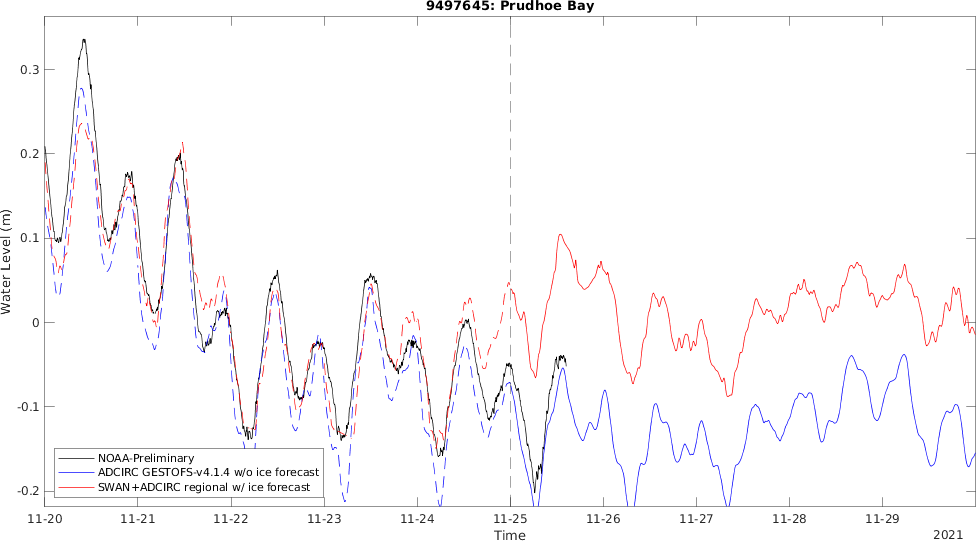 9497645: Prudhoe Bay
Water Level (m)
0.3
0.2
0.1
0
-0.1
-0.2
NOAA-Preliminary
ADCIRC GESTOFS-v4.1.4 w/o ice forecast
SWAN+ADCIRC regional w/ ice forecast
11-20 11-21 11-22 11-23 11-24 11-25 11-26 11-27 11-28 11-29
Time
2021